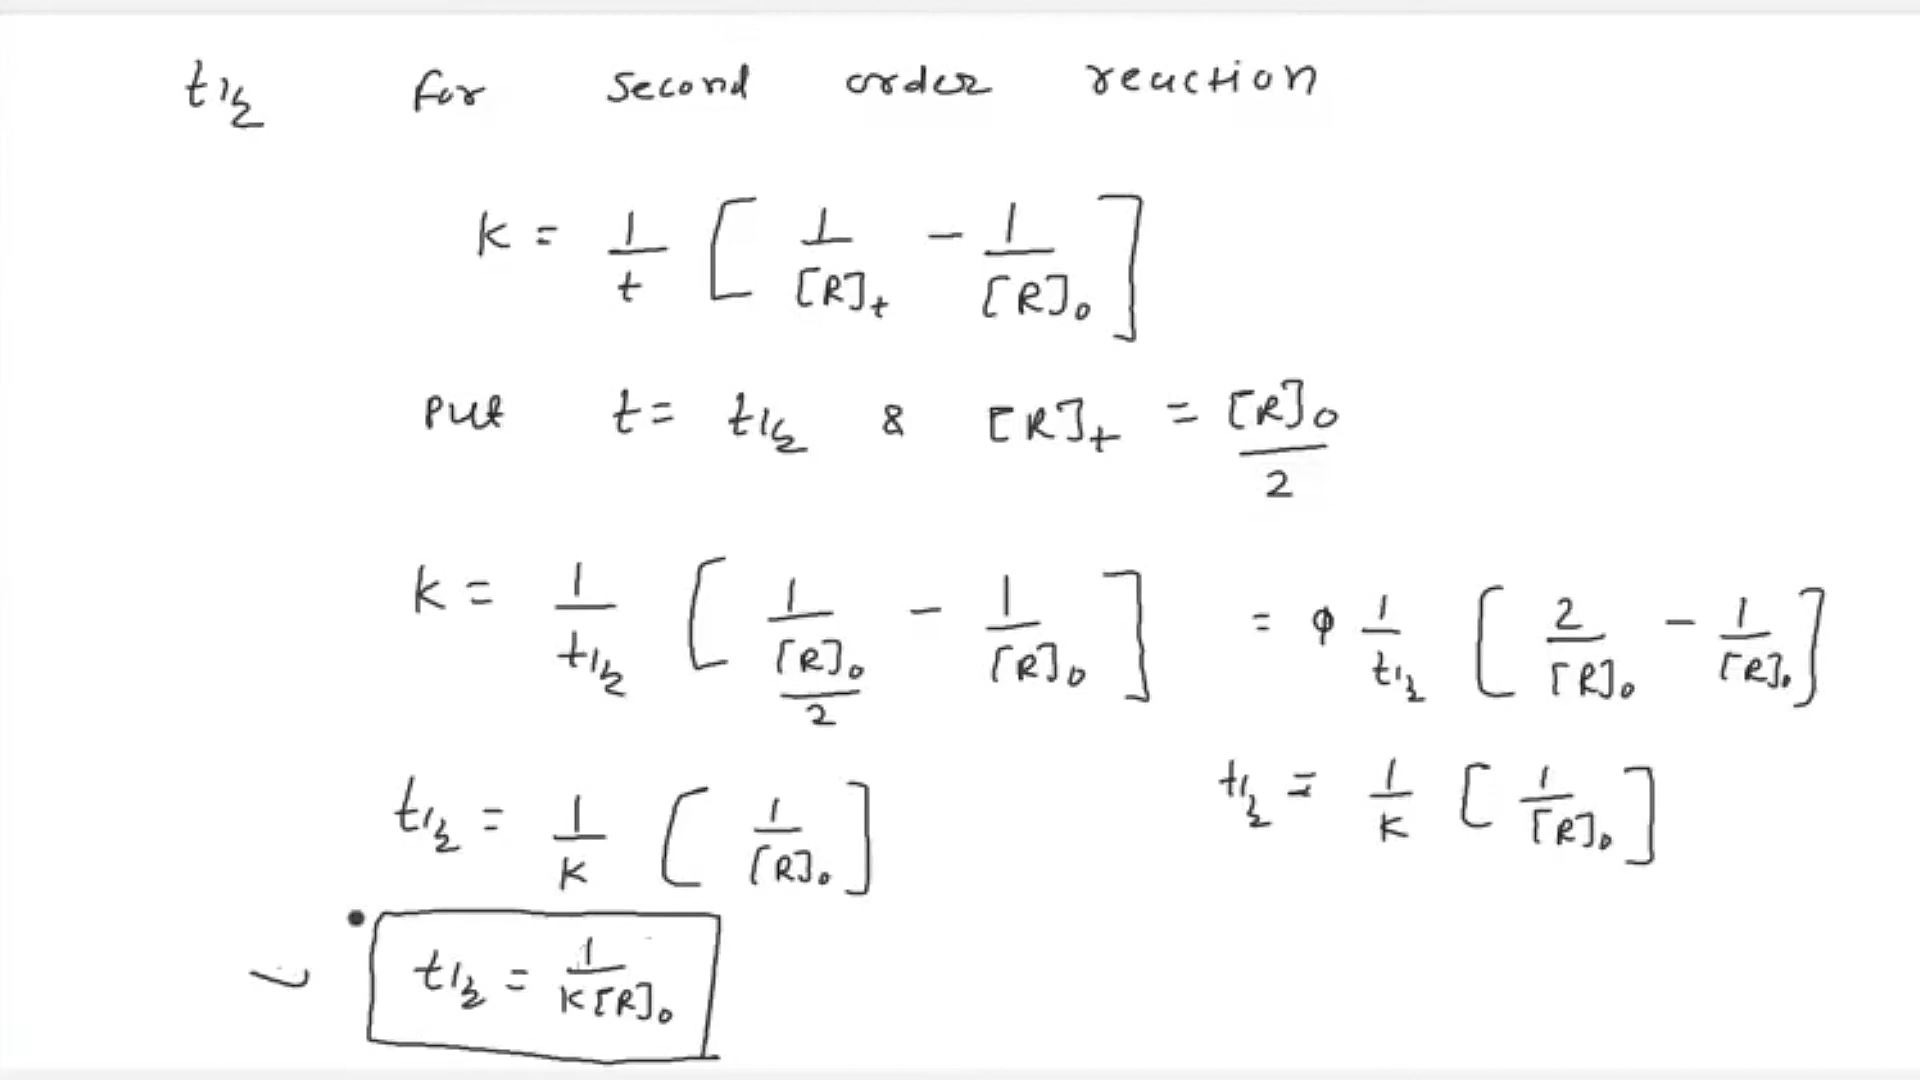 t1/2 for second order reaction
k = 1/t [ 1/[R]t - 1/[R]0 ]
Put t = t1/2 & [R]t = [R]0/2
k = 1/t1/2 [ 1/([R]0/2) - 1/[R]0 ] = 1/t1/2 [ 2/[R]0 - 1/[R]0 ]
t1/2 = 1/K [ 1/[R]0 ]
t1/2 = 1/K [ 1/[R]0 ]
t1/2 = 1/K[R]0